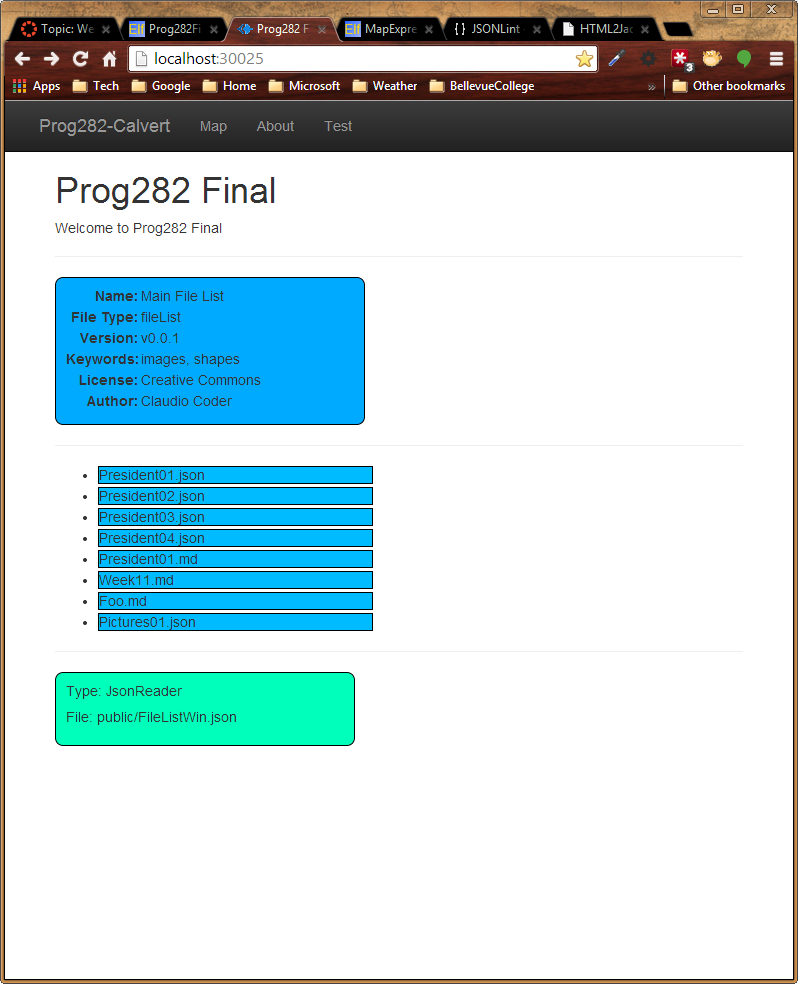 Topic: We
Prog282Fi
Prog282 F
MapExpre
JSONLint
HTML2Jac
localhost:30025
3
Apps Tech Google Home Microsoft Weather BellevueCollege » Other bookmarks
Prog282-Calvert Map About Test
Prog282 Final
Welcome to Prog282 Final
Name: Main File List
File Type: fileList
Version: v0.0.1
Keywords: images, shapes
License: Creative Commons
Author: Claudio Coder
President01.json
President02.json
President03.json
President04.json
President01.md
Week11.md
Foo.md
Pictures01.json
Type: JsonReader
File: public/FileListWin.json